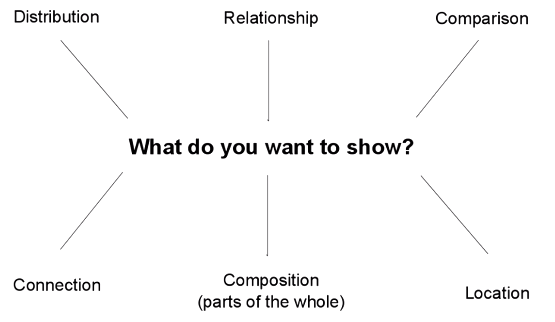 Distribution
Relationship
Comparison
What do you want to show?
Connection
Composition
(parts of the whole)
Location